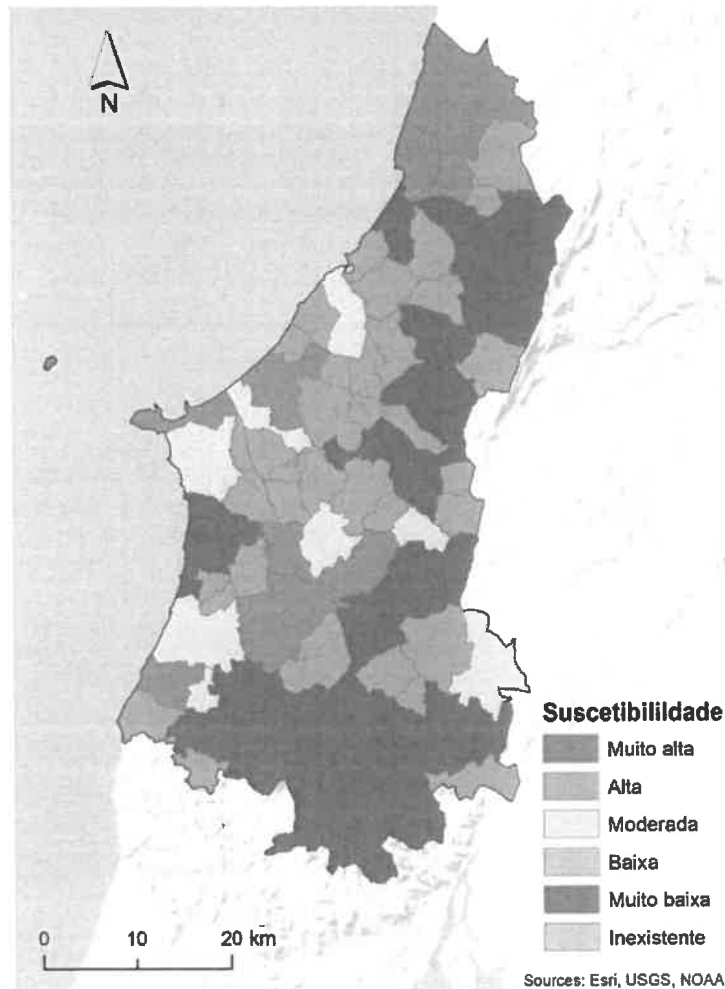 N
Suscetibilildade
Muito alta
Alta
Moderada
Baixa
Muito baixa
Inexistente
0 10 20 km
Sources: Esri, USGS, NOAA